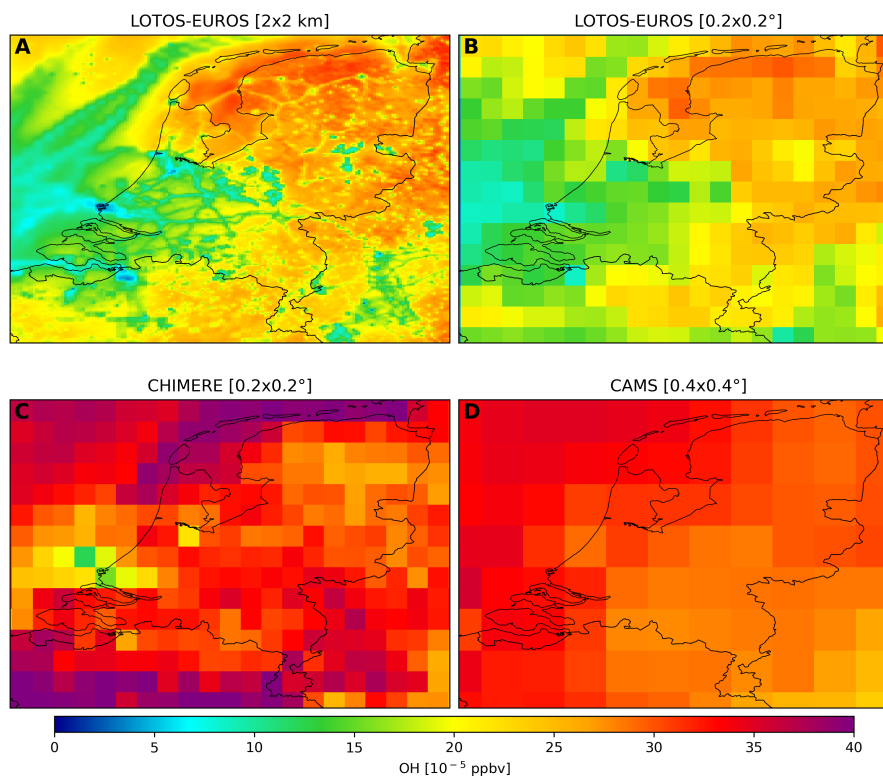 LOTOS-EUROS [2x2 km]
LOTOS-EUROS [0.2x0.2°]
A
B
CHIMERE [0.2x0.2°]
CAMS [0.4x0.4°]
C
D
0 5 10 15 20 25 30 35 40
OH [10⁻⁵ ppbv]